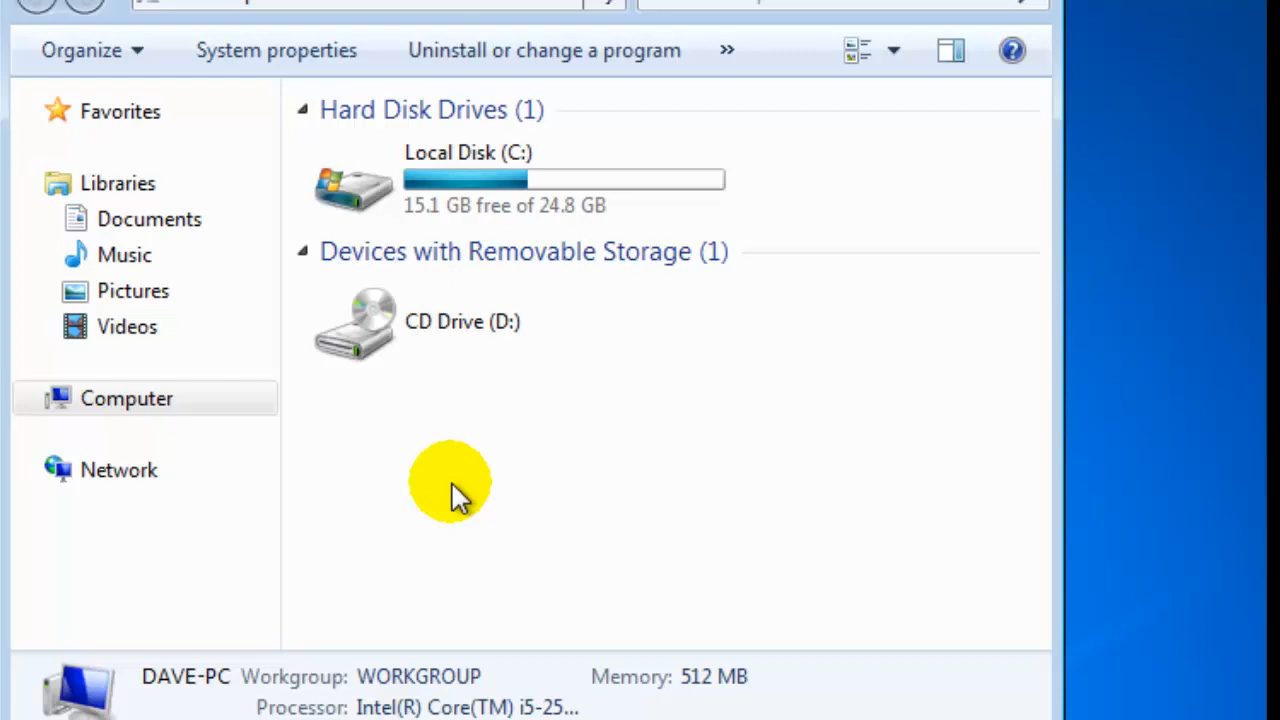 Organize System properties Uninstall or change a program »
Favorites
Libraries
Documents
Music
Pictures
Videos
Computer
Network
Hard Disk Drives (1)
Local Disk (C:)
15.1 GB free of 24.8 GB
Devices with Removable Storage (1)
CD Drive (D:)
DAVE-PC Workgroup: WORKGROUP Memory: 512 MB
Processor: Intel(R) Core(TM) i5-25...